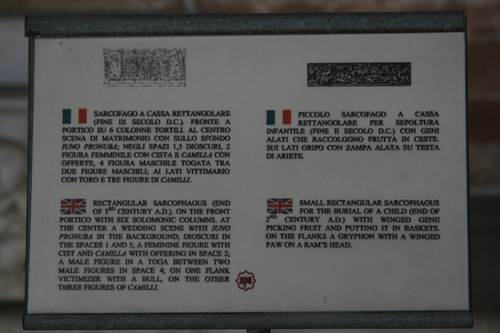 SARCOFAGO A CASSA RETTANGOLARE
(FINE III SECOLO D.C.). FRONTE A
PORTICO SU 6 COLONNE TORTILI. AL CENTRO
SCENA DI MATRIMONIO CON SULLO SFONDO
IUNO PRONUBA; NEGLI SPAZI 1,5 DIOSCURI, 2
FIGURA FEMMINILE CON CISTA E CAMILLA CON
OFFERTE, 4 FIGURA MASCHILE TOGATA TRA
DUE FIGURE MASCHILI; AI LATI VITTIMARIO
CON TORO E TRE FIGURE DI CAMILLI.
RECTANGULAR SARCOPHAGUS (END
OF 3RD CENTURY A.D.). ON THE FRONT
PORTICO WITH SIX SOLOMONIC COLUMNS. AT
THE CENTER A WEDDING SCENE WITH IUNO
PRONUBA IN THE BACKGROUND; DIOSCURI IN
THE SPACES 1 AND 5; A FEMININE FIGURE WITH
CIST AND CAMILLA WITH OFFERING IN SPACE 2;
A MALE FIGURE IN A TOGA BETWEEN TWO
MALE FIGURES IN SPACE 4; ON ONE FLANK
VICTIMIZER WITH A BULL, ON THE OTHER
THREE FIGURES OF CAMILLI.
PICCOLO SARCOFAGO A CASSA
RETTANGOLARE PER SEPOLTURA
INFANTILE (FINE II SECOLO D.C.) CON GENI
ALATI CHE RACCOLGONO FRUTTA IN CESTE.
SUI LATI GRIFO CON ZAMPA ALATA SU TESTA
DI ARIETE.
SMALL RECTANGULAR SARCOPHAGUS
FOR THE BURIAL OF A CHILD (END OF
2ND CENTURY A.D.) WITH WINGED GENII
PICKING FRUIT AND PUTTING IT IN BASKETS.
ON THE FLANKS A GRYPHON WITH A WINGED
PAW ON A RAM'S HEAD.